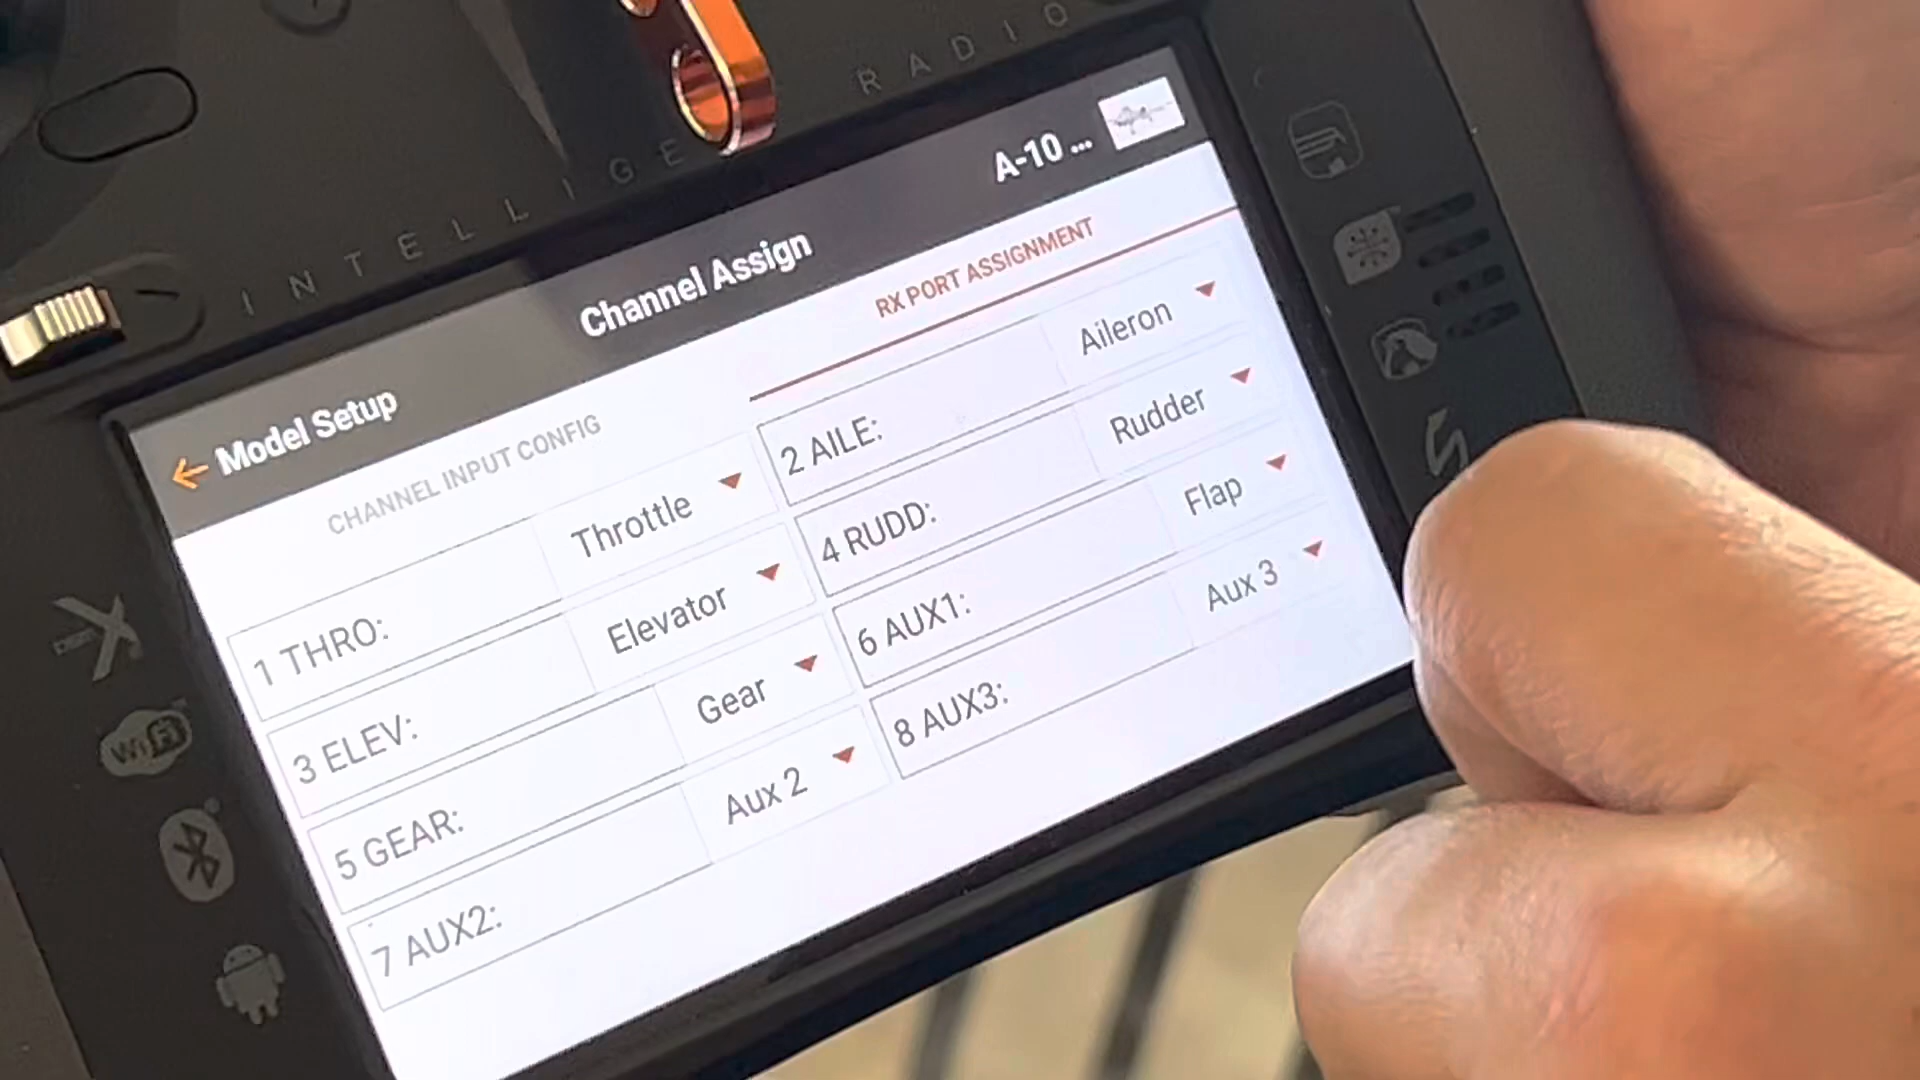 INTELLIGE RADIO
← Model Setup
Channel Assign
A-10 ...
CHANNEL INPUT CONFIG
RX PORT ASSIGNMENT
1 THRO: Throttle
2 AILE: Aileron
3 ELEV: Elevator
4 RUDD: Rudder
5 GEAR: Gear
6 AUX1: Flap
7 AUX2: Aux 2
8 AUX3: Aux 3
WiFi